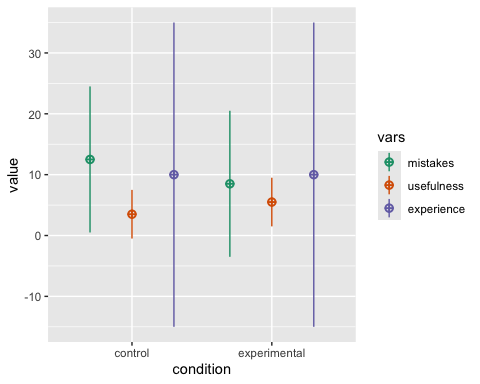 30
20
10
0
-10
value
control
experimental
condition
vars
mistakes
usefulness
experience